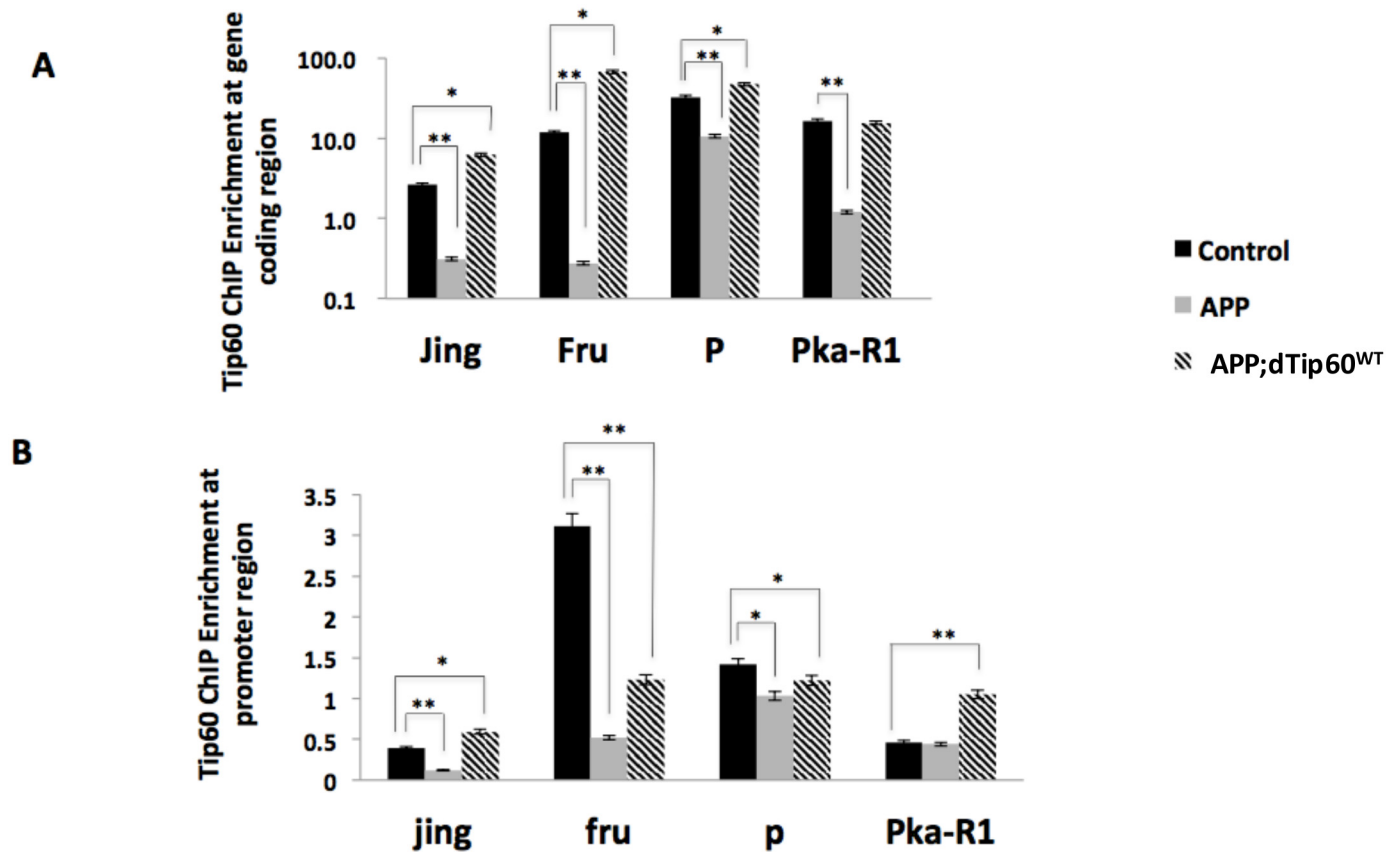 A
Tip60 ChIP Enrichment at gene
coding region
100.0
10.0
1.0
0.1
*
**
*
**
*
**
**
Jing Fru P Pka-R1
Control
APP
APP;dTip60WT
B
Tip60 ChIP Enrichment at
promoter region
3.5
3
2.5
2
1.5
1
0.5
0
*
**
**
**
*
*
**
jing fru p Pka-R1